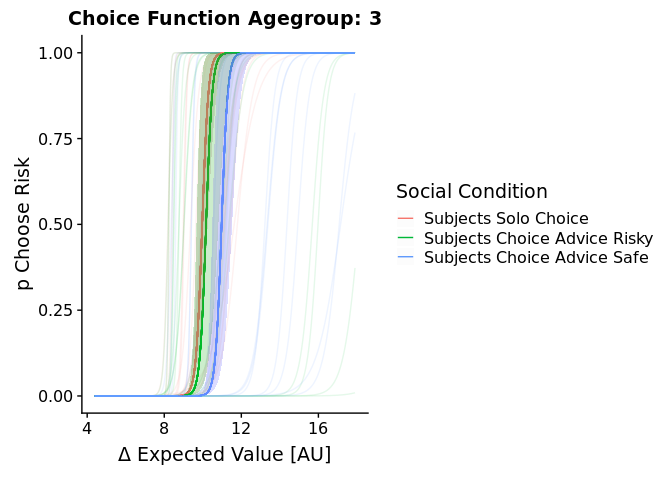 Choice Function Agegroup: 3
1.00
0.75
0.50
0.25
0.00
p Choose Risk
4 8 12 16
Δ Expected Value [AU]
Social Condition
Subjects Solo Choice
Subjects Choice Advice Risky
Subjects Choice Advice Safe